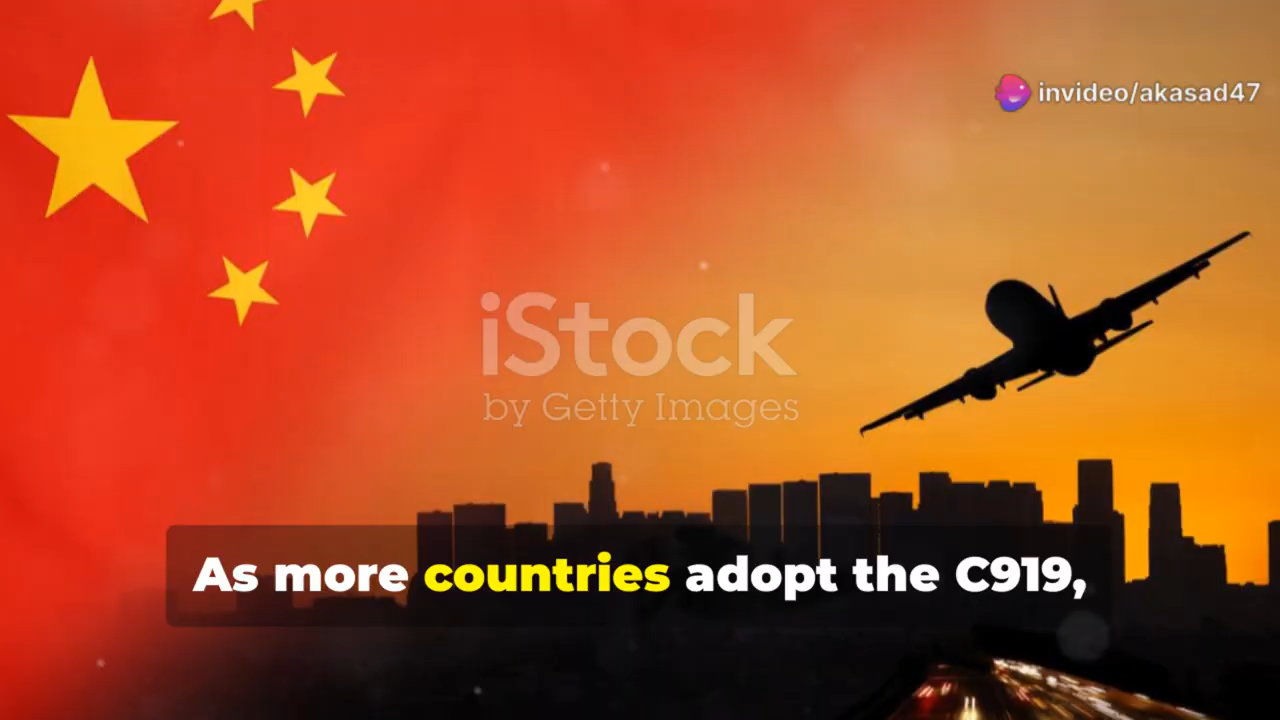 invideo/akasad47
iStock
by Getty Images
As more countries adopt the C919,